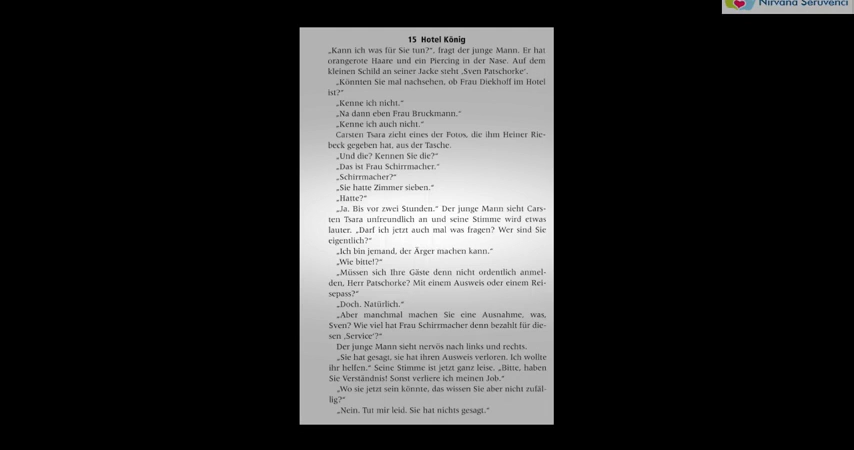 Nirvana Serüvenci
15 Hotel König
„Kann ich was für Sie tun?“, fragt der junge Mann. Er hat
orangerote Haare und ein Piercing in der Nase. Auf dem
kleinen Schild an seiner Jacke steht ‚Sven Patschorke‘.
„Könnten Sie mal nachsehen, ob Frau Diekhoff im Hotel
ist?“
„Kenne ich nicht.“
„Na dann eben Frau Bruckmann.“
„Kenne ich auch nicht.“
Carsten Tsara zieht eines der Fotos, die ihm Heiner Rie-
beck gegeben hat, aus der Tasche.
„Und die? Kennen Sie die?“
„Das ist Frau Schirrmacher.“
„Schirrmacher?“
„Sie hatte Zimmer sieben.“
„Hatte?“
„Ja. Bis vor zwei Stunden.“ Der junge Mann sieht Cars-
ten Tsara unfreundlich an und seine Stimme wird etwas
lauter. „Darf ich jetzt auch mal was fragen? Wer sind Sie
eigentlich?“
„Ich bin jemand, der Ärger machen kann.“
„Wie bitte!?“
„Müssen sich Ihre Gäste denn nicht ordentlich anmel-
den, Herr Patschorke? Mit einem Ausweis oder einem Rei-
sepass?“
„Doch. Natürlich.“
„Aber manchmal machen Sie eine Ausnahme, was,
Sven? Wie viel hat Frau Schirrmacher denn bezahlt für die-
sen ‚Service‘?“
Der junge Mann sieht nervös nach links und rechts.
„Sie hat gesagt, sie hat ihren Ausweis verloren. Ich wollte
ihr helfen.“ Seine Stimme ist jetzt ganz leise. „Bitte, haben
Sie Verständnis! Sonst verliere ich meinen Job.“
„Wo sie jetzt sein könnte, das wissen Sie aber nicht zufäl-
lig?“
„Nein. Tut mir leid. Sie hat nichts gesagt.“